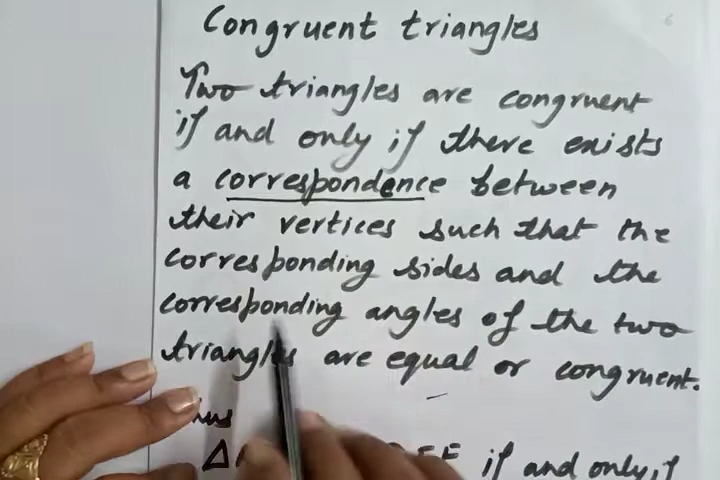 Congruent triangles
Two triangles are congruent
if and only if there exists
a correspondence between
their vertices such that the
corresponding sides and the
corresponding angles of the two
triangles are equal or congruent.
Δ if and only if